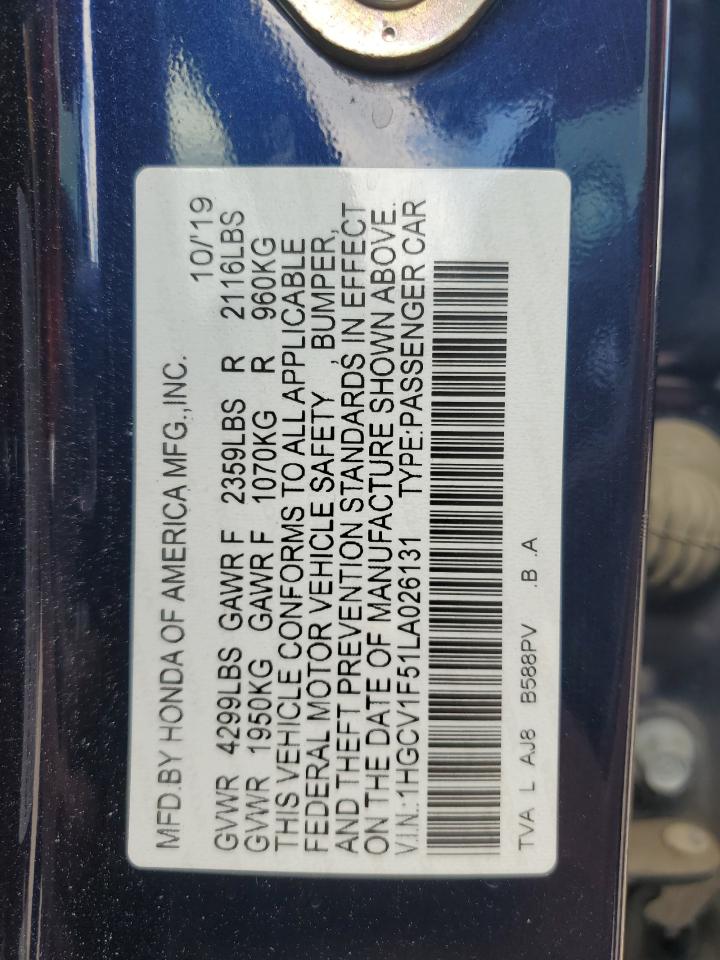 MFD.BY HONDA OF AMERICA MFG.,INC. 10/'19
GVWR 4299LBS GAWR F 2359LBS R 2116LBS
GVWR 1950KG GAWR F 1070KG R 960KG
THIS VEHICLE CONFORMS TO ALL APPLICABLE
FEDERAL MOTOR VEHICLE SAFETY , BUMPER,
AND THEFT PREVENTION STANDARDS IN EFFECT
ON THE DATE OF MANUFACTURE SHOWN ABOVE.
V.I.N.:1HGCV1F51LA026131 TYPE:PASSENGER CAR
TVA L AJ8 B588PV .B .A